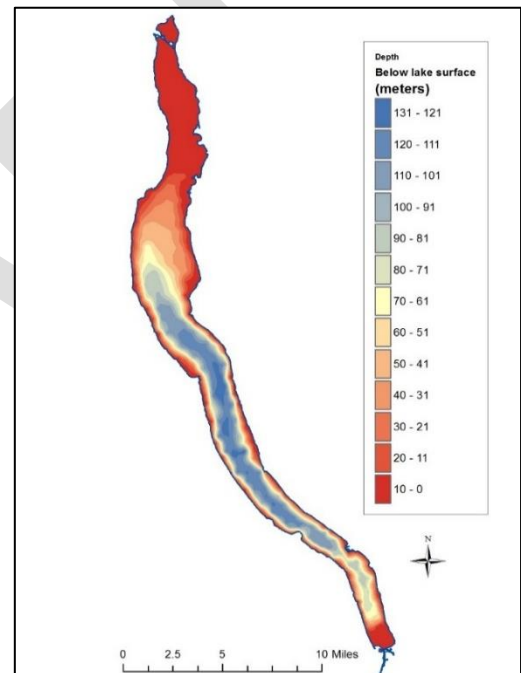 Depth
Below lake surface
(meters)
131 - 121
120 - 111
110 - 101
100 - 91
90 - 81
80 - 71
70 - 61
60 - 51
50 - 41
40 - 31
30 - 21
20 - 11
10 - 0
N
0 2.5 5 10 Miles